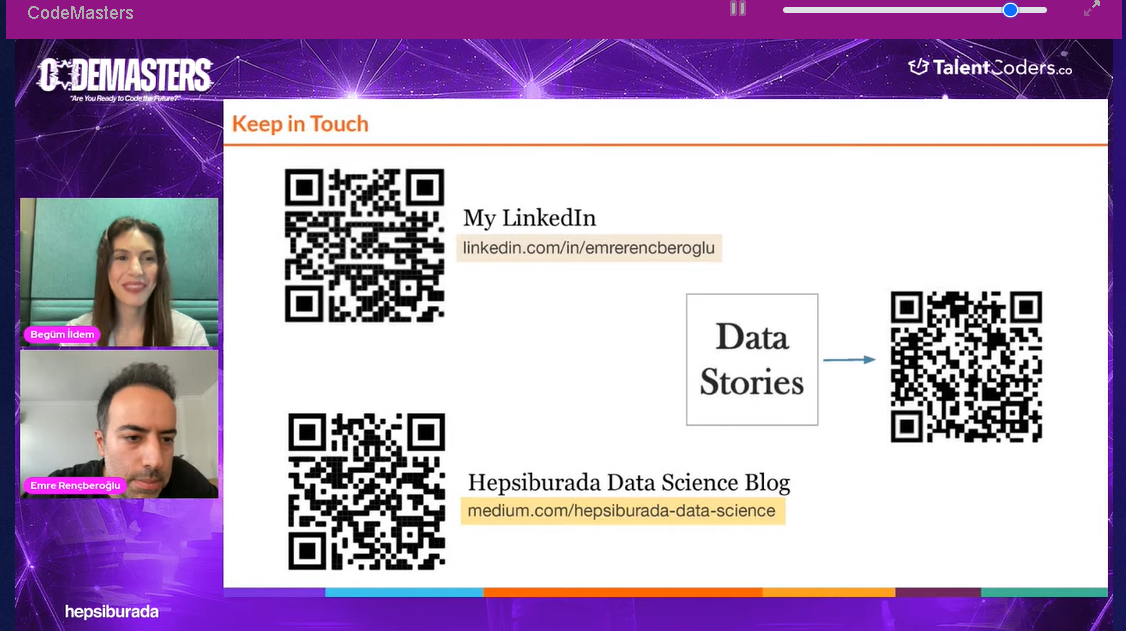 CodeMasters
CODEMASTERS
"Are You Ready to Code the Future?"
TalentCoders.co
Keep in Touch
My LinkedIn
linkedin.com/in/emrerencberoglu
Begüm İldem
Data
Stories
Emre Rençberoğlu
Hepsiburada Data Science Blog
medium.com/hepsiburada-data-science
hepsiburada